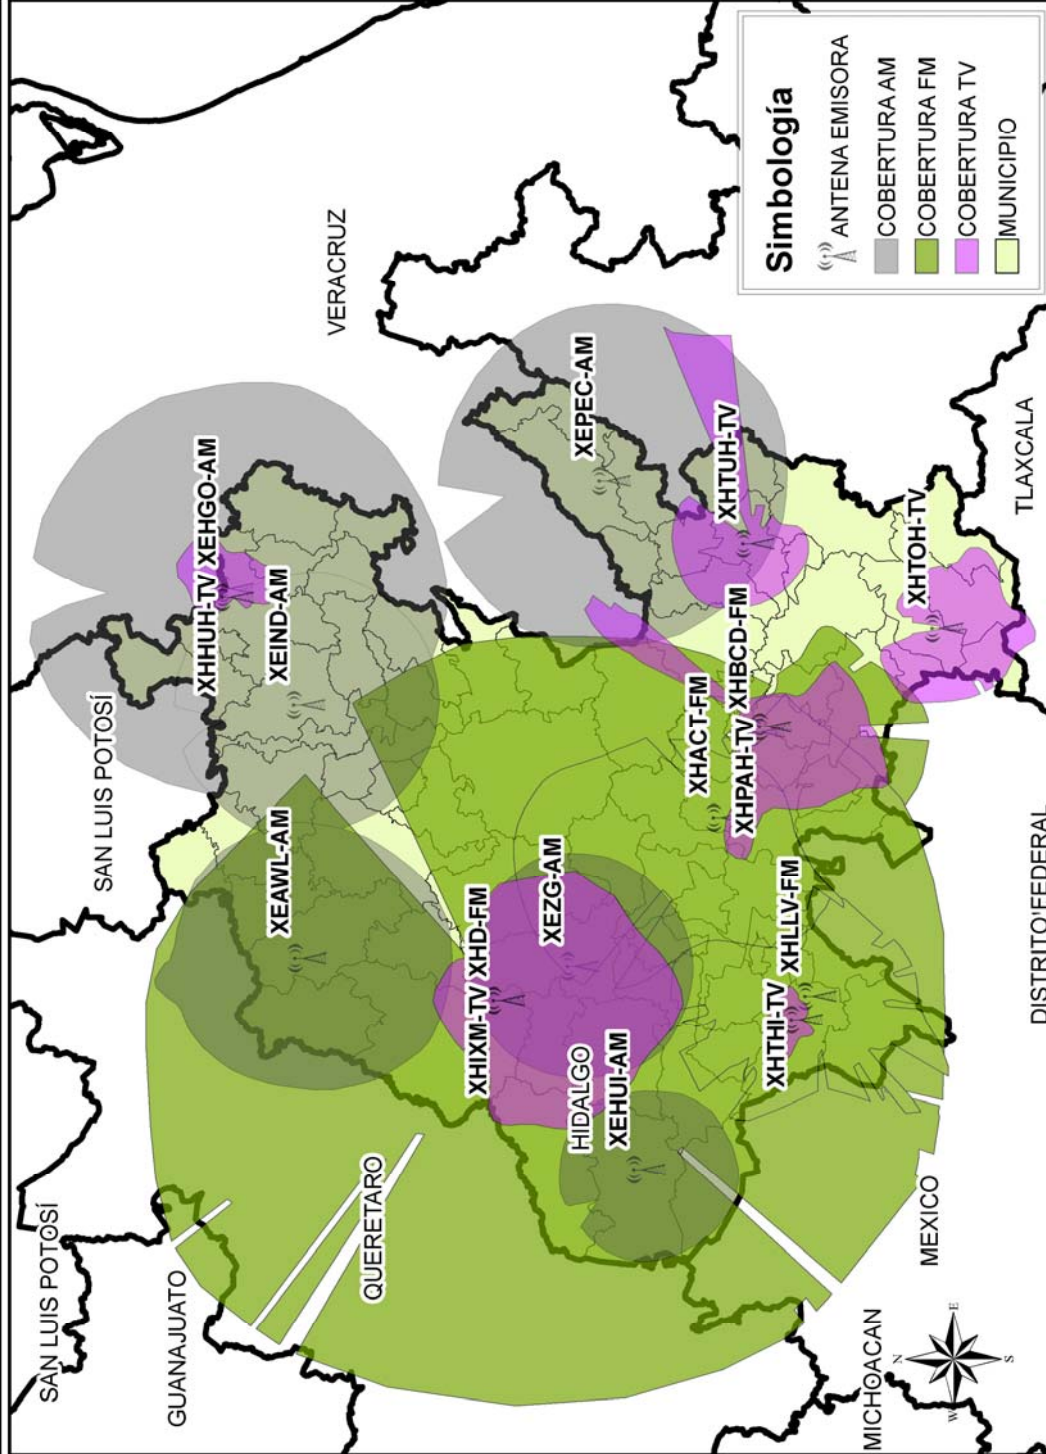 SAN LUIS POTOSÍ
GUANAJUATO
QUERETARO
SAN LUIS POTOSÍ
VERACRUZ
XEAWL-AM
XHHUH-TV XEHGO-AM
XEIND-AM
XHIXM-TV XHD-FM
XEZG-AM
HIDALGO
XEHUI-AM
XEPEC-AM
XHTUH-TV
XHACT-FM
XHPAH-TV XHBCD-FM
XHTHI-TV
XHLLV-FM
XHTOH-TV
MICHOACAN
MEXICO
DISTRITO FEDERAL
TLAXCALA
N
W
E
S
Simbología
ANTENA EMISORA
COBERTURA AM
COBERTURA FM
COBERTURA TV
MUNICIPIO